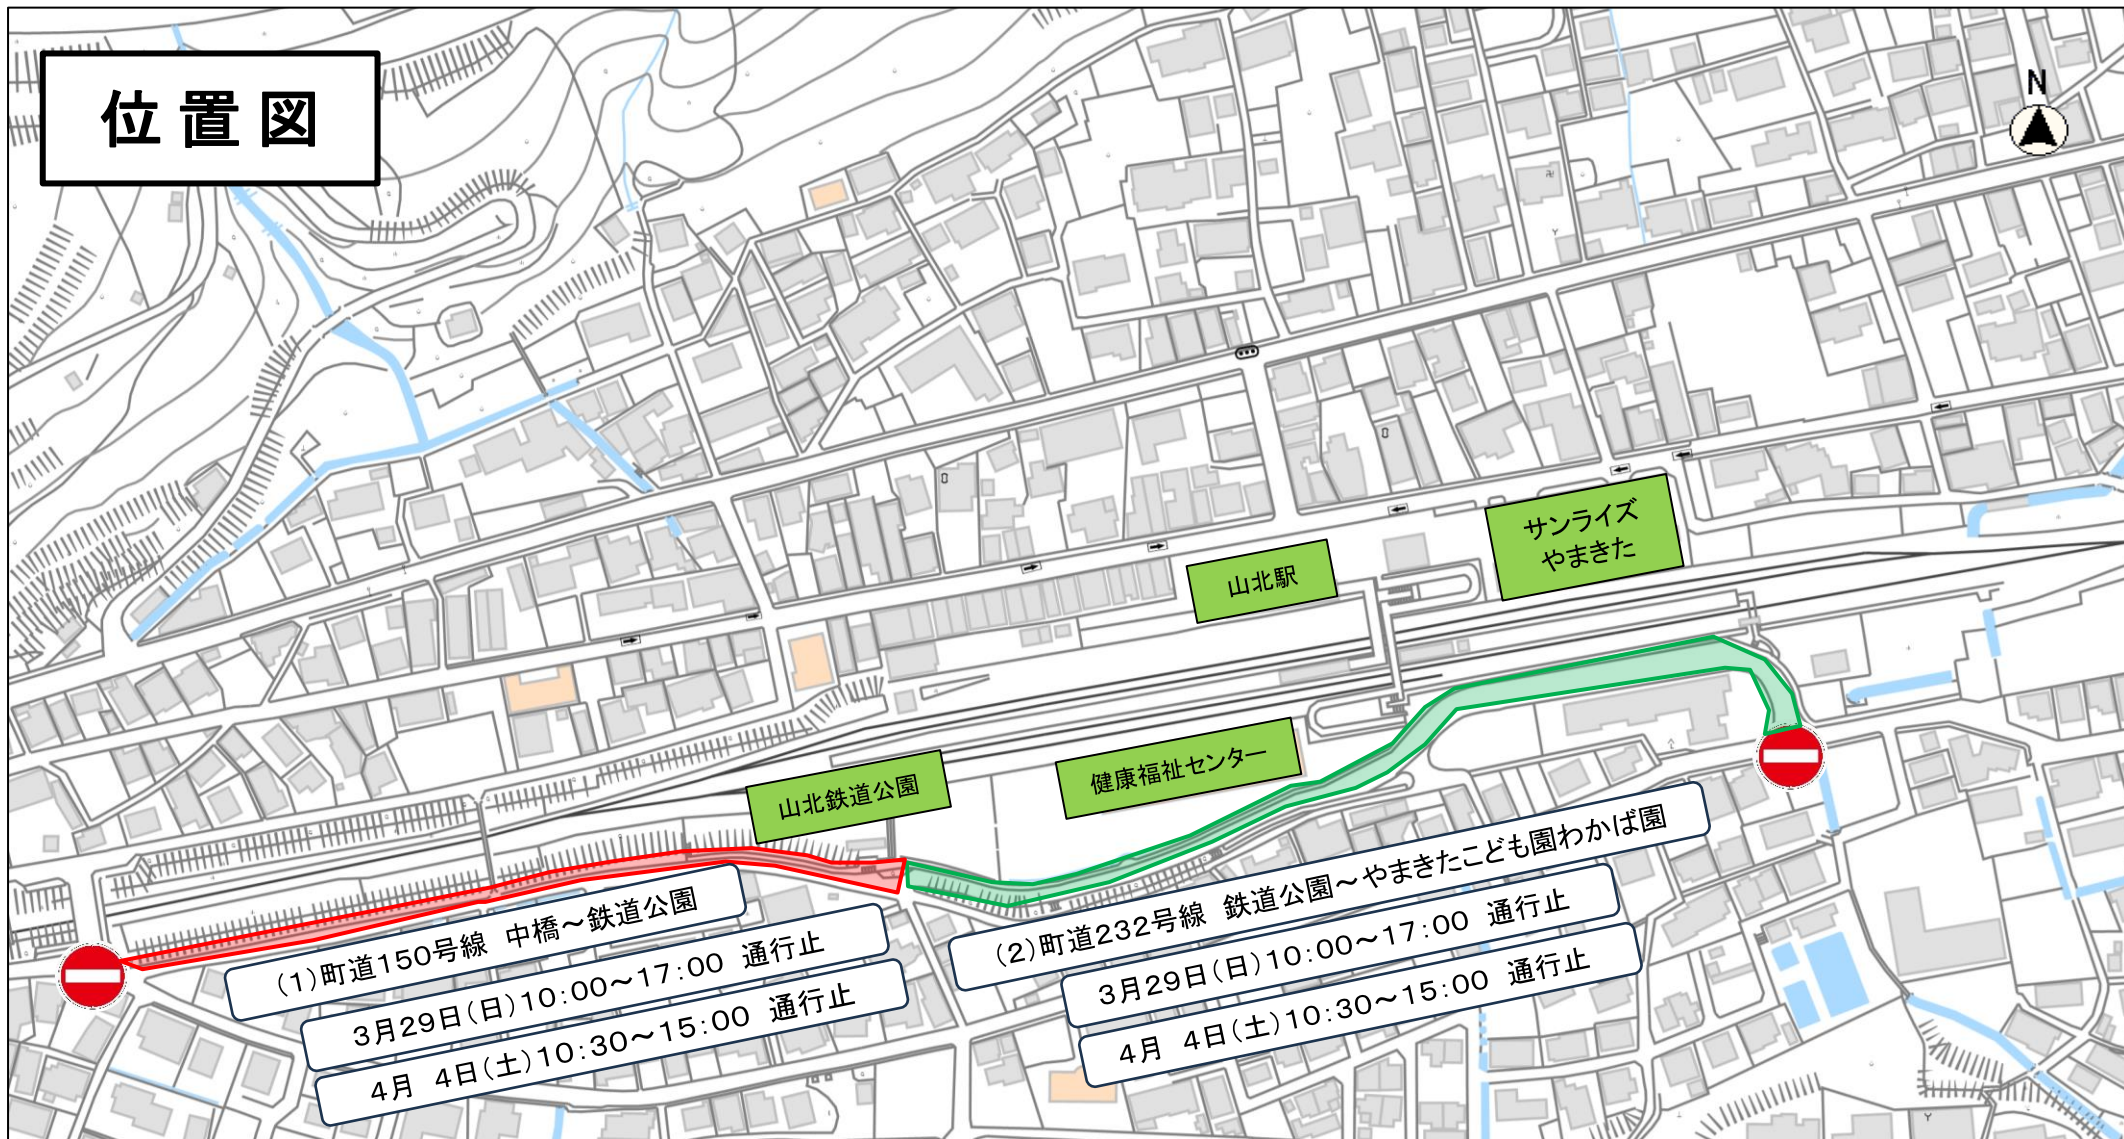 位置図
N
サンライズ
やまきた
山北駅
健康福祉センター
山北鉄道公園
(1)町道150号線 中橋~鉄道公園
3月29日(日)10:00~17:00 通行止
4月 4日(土)10:30~15:00 通行止
(2)町道232号線 鉄道公園~やまきたこども園わかば園
3月29日(日)10:00~17:00 通行止
4月 4日(土)10:30~15:00 通行止